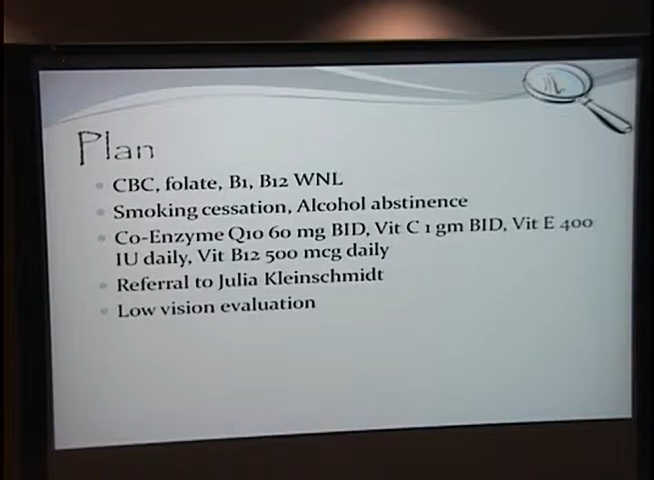 Plan
CBC, folate, B1, B12 WNL
Smoking cessation, Alcohol abstinence
Co-Enzyme Q10 60 mg BID, Vit C 1 gm BID, Vit E 400
IU daily, Vit B12 500 mcg daily
Referral to Julia Kleinschmidt
Low vision evaluation